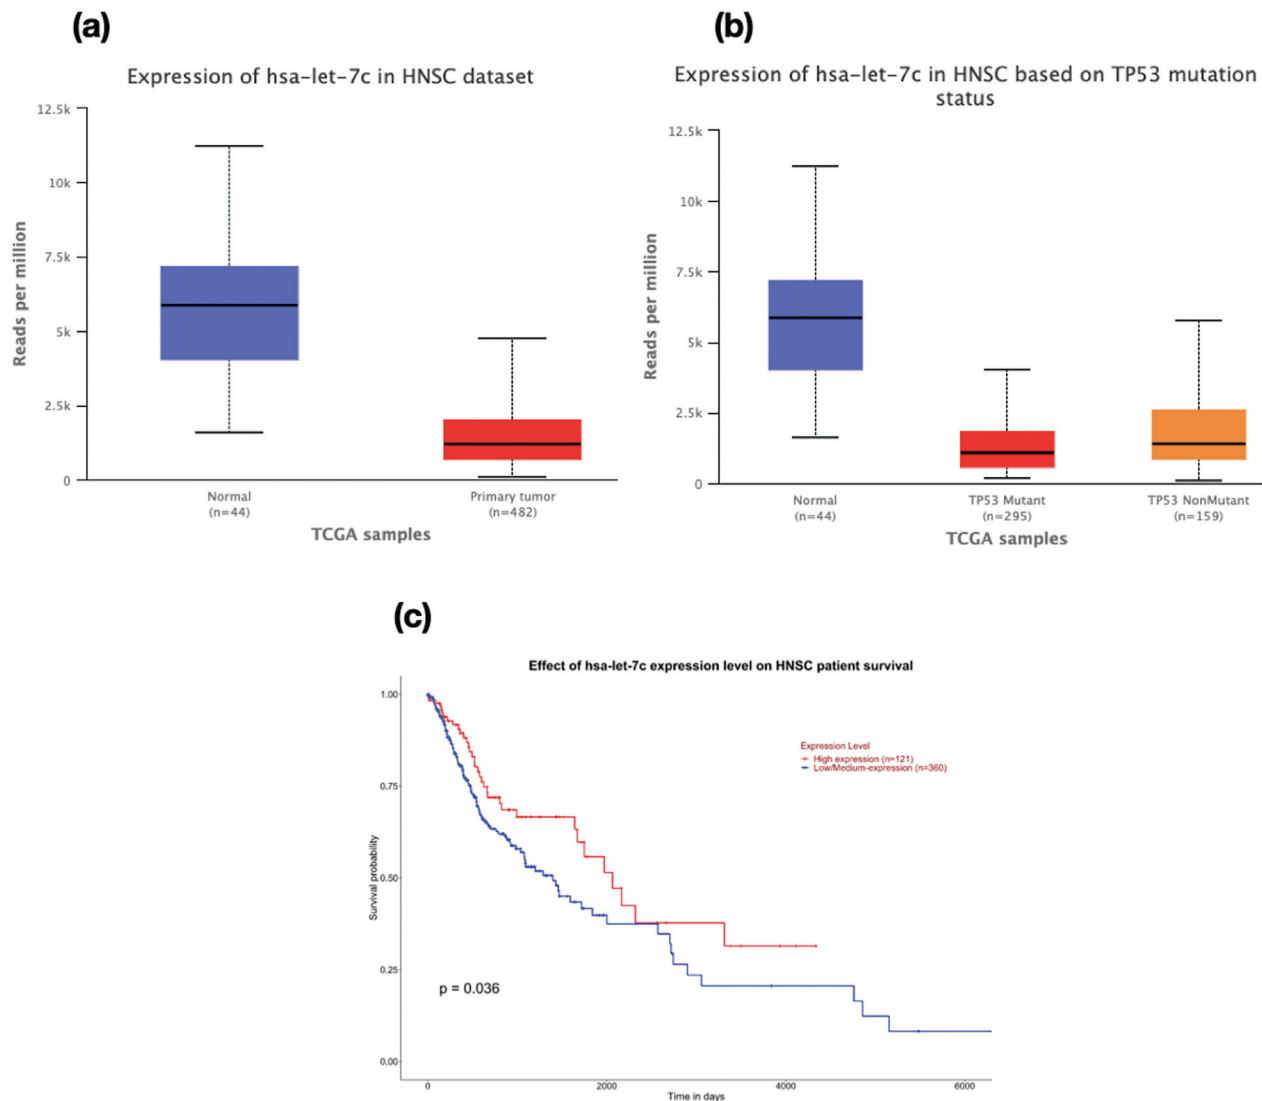 (a)
Expression of hsa-let-7c in HNSC dataset
12.5k
10k
7.5k
5k
2.5k
0
Reads per million
Normal
(n=44)
Primary tumor
(n=482)
TCGA samples
(b)
Expression of hsa-let-7c in HNSC based on TP53 mutation
status
12.5k
10k
7.5k
5k
2.5k
0
Reads per million
Normal
(n=44)
TP53 Mutant
(n=295)
TP53 NonMutant
(n=159)
TCGA samples
(c)
Effect of hsa-let-7c expression level on HNSC patient survival
1.00
0.75
0.50
0.25
0.00
Survival probability
Expression Level
High expression (n=121)
Low/Medium-expression (n=360)
p = 0.036
0
2000
4000
6000
Time in days